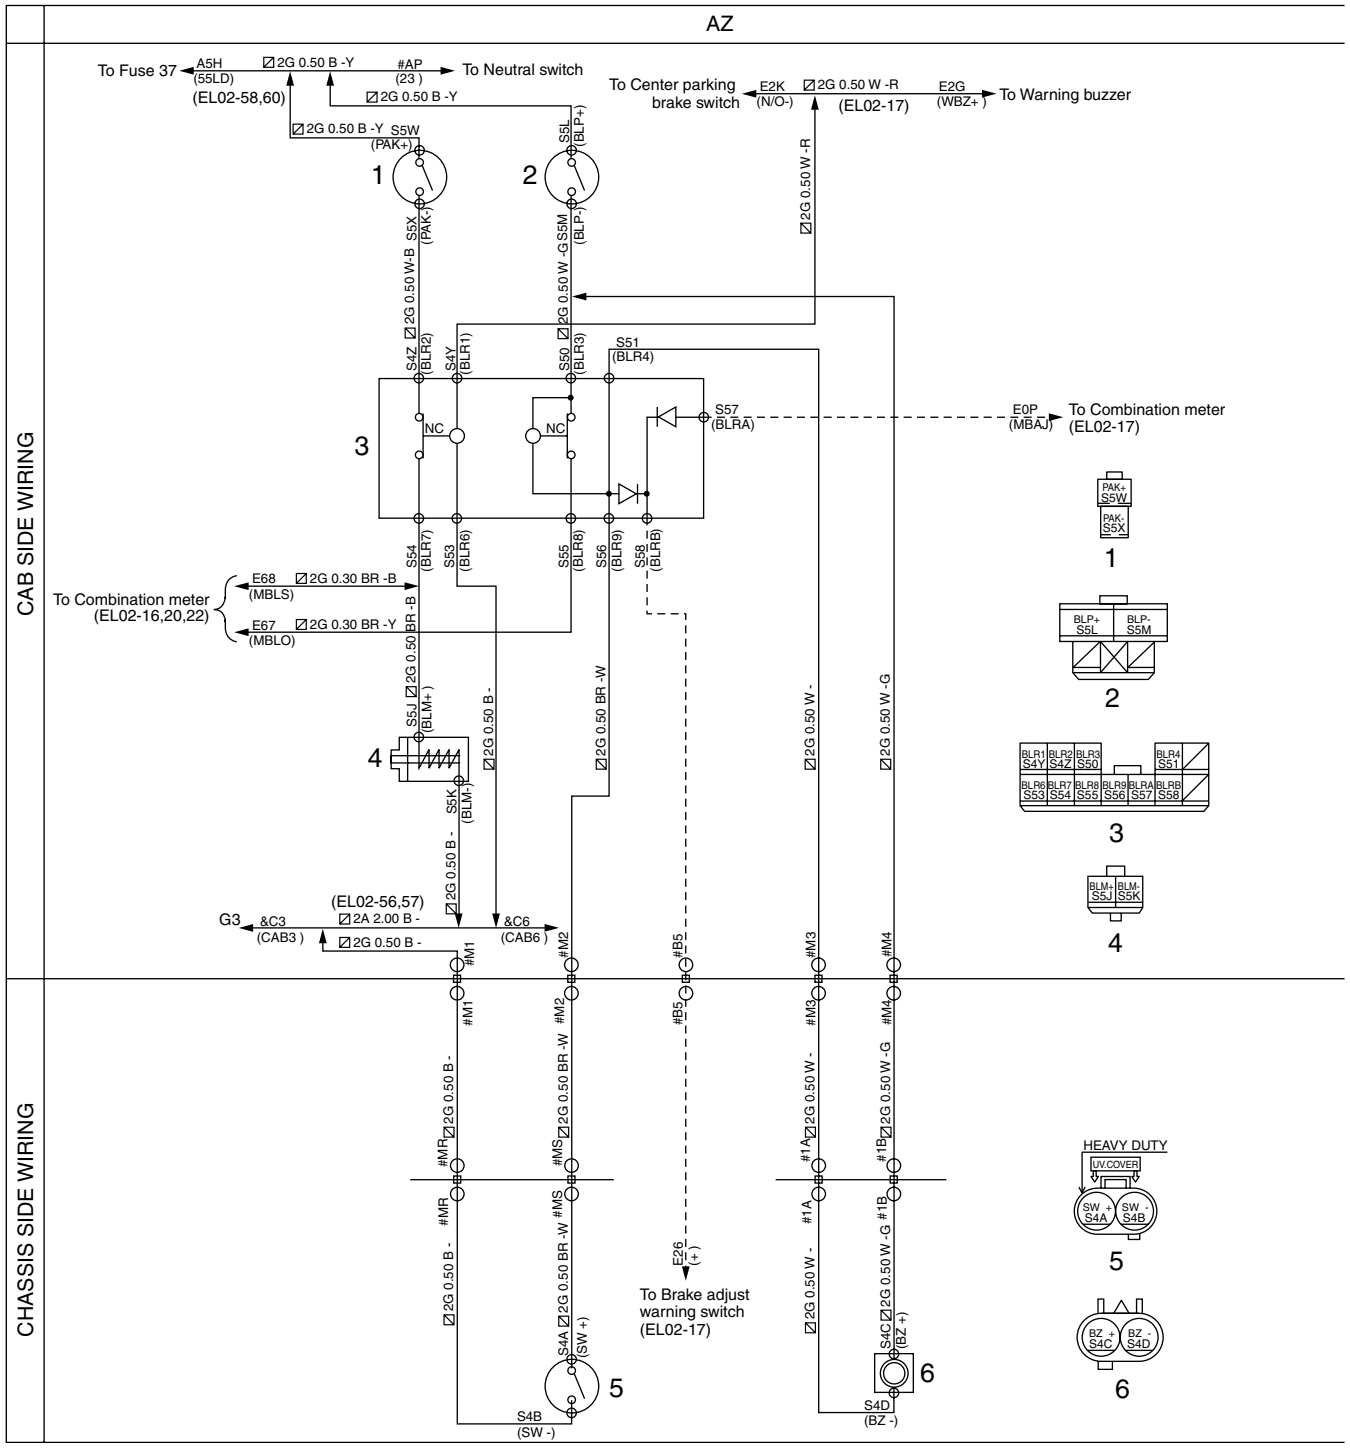 AZ
CAB SIDE WIRING
CHASSIS SIDE WIRING
To Fuse 37
A5H
(55LD)
2G 0.50 B -Y
#AP
(23 )
To Neutral switch
(EL02-58,60)
2G 0.50 B -Y
2G 0.50 B -Y
S5W
(PAK+)
S5L
(BLP+)
To Center parking
brake switch
E2K
(N/O-)
2G 0.50 W -R
(EL02-17)
E2G
(WBZ+ )
To Warning buzzer
2G 0.50 W -R
1
2
S5X
(PAK-)
2G 0.50 W-B
S5M
(BLP-)
2G 0.50 W -G
S4Z
(BLR2)
S4Y
(BLR1)
S50
(BLR3)
S51
(BLR4)
3
NC
NC
S57
(BLRA)
E0P
(MBAJ)
To Combination meter
(EL02-17)
S54
(BLR7)
S53
(BLR6)
S55
(BLR8)
S56
(BLR9)
S58
(BLRB)
To Combination meter
(EL02-16,20,22)
E68
(MBLS)
2G 0.30 BR -B
E67
(MBLO)
2G 0.30 BR -Y
2G 0.50 BR -B
S5J
(BLM+ )
4
S5K
(BLM-)
2G 0.50 B -
2G 0.50 B -
2G 0.50 BR -W
2G 0.50 W -
2G 0.50 W -G
(EL02-56,57)
G3
&C3
(CAB3 )
2A 2.00 B -
&C6
(CAB6 )
2G 0.50 B -
#M1
#M2
#B5
#M3
#M4
#M1
#M2
#B5
#M3
#M4
2G 0.50 B -
2G 0.50 BR -W
2G 0.50 W -
2G 0.50 W -G
#MR
#MS
#1A
#1B
#MR
#MS
#1A
#1B
2G 0.50 B -
2G 0.50 BR -W
2G 0.50 W -
2G 0.50 W -G
E26
(+ )
To Brake adjust
warning switch
(EL02-17)
S4A
(SW +)
5
S4B
(SW -)
S4C
(BZ +)
6
S4D
(BZ -)
PAK+
S5W
PAK-
S5X
1
BLP+
S5L
BLP-
S5M
2
BLR1
S4Y
BLR2
S4Z
BLR3
S50
BLR4
S51
BLR6
S53
BLR7
S54
BLR8
S55
BLR9
S56
BLRA
S57
BLRB
S58
3
BLM+
S5J
BLM-
S5K
4
HEAVY DUTY
UV.COVER
SW +
S4A
SW -
S4B
5
BZ +
S4C
BZ -
S4D
6